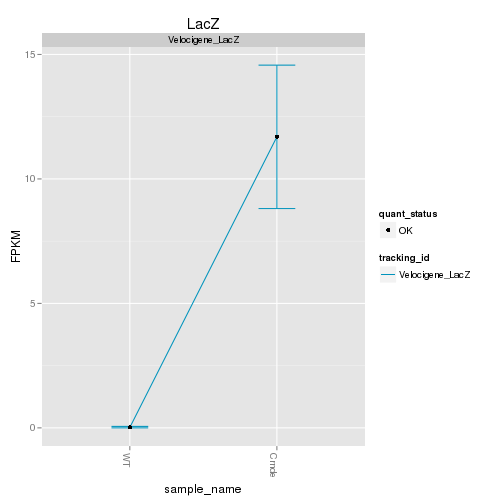 LacZ
Velocigene_LacZ
15
10
5
0
FPKM
WT
Crnde
sample_name
quant_status
OK
tracking_id
Velocigene_LacZ